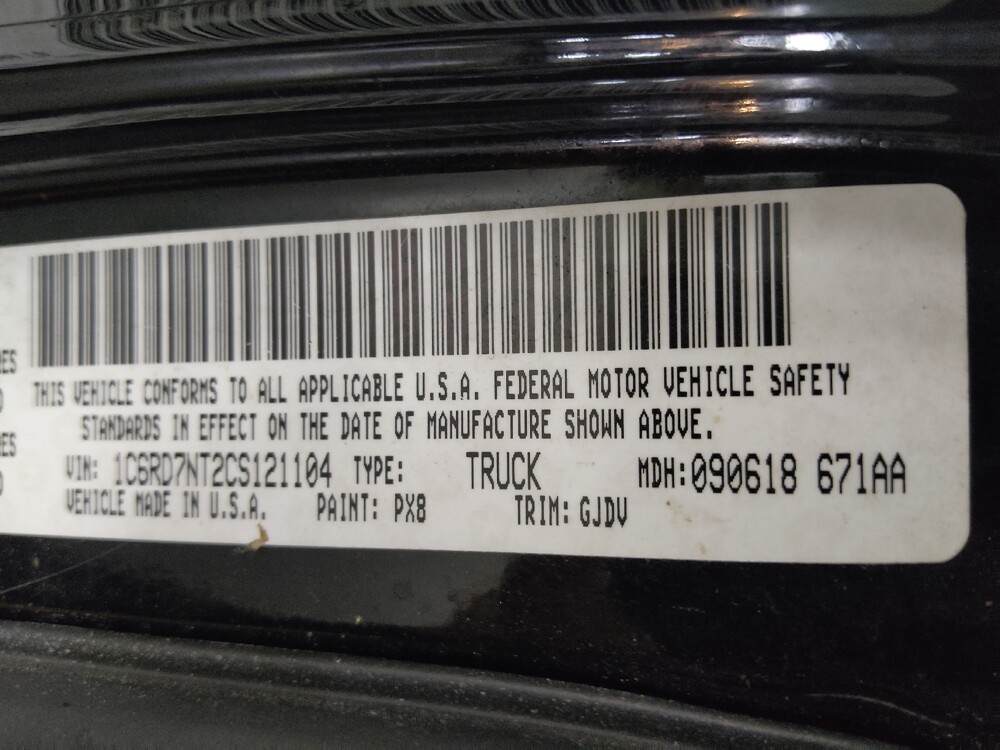 THIS VEHICLE CONFORMS TO ALL APPLICABLE U.S.A. FEDERAL MOTOR VEHICLE SAFETY
STANDARDS IN EFFECT ON THE DATE OF MANUFACTURE SHOWN ABOVE.
VIN: 1C6RD7NT2CS121104 TYPE: TRUCK MDH:090618 671AA
VEHICLE MADE IN U.S.A. PAINT: PX8 TRIM: GJDV